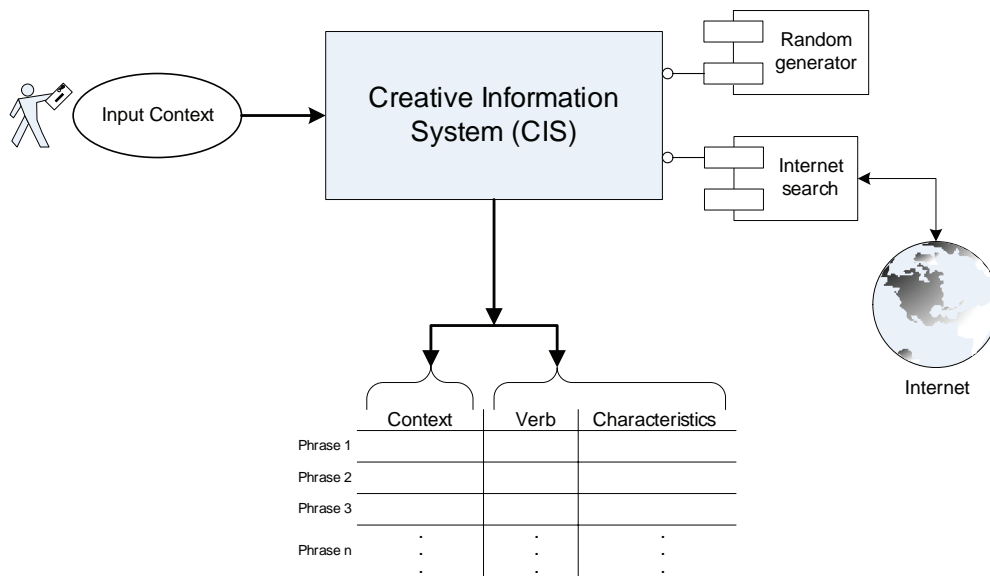 Random
generator
Creative Information
System (CIS)
Input Context
Internet
search
Internet
Context Verb Characteristics
Phrase 1
Phrase 2
Phrase 3
Phrase n